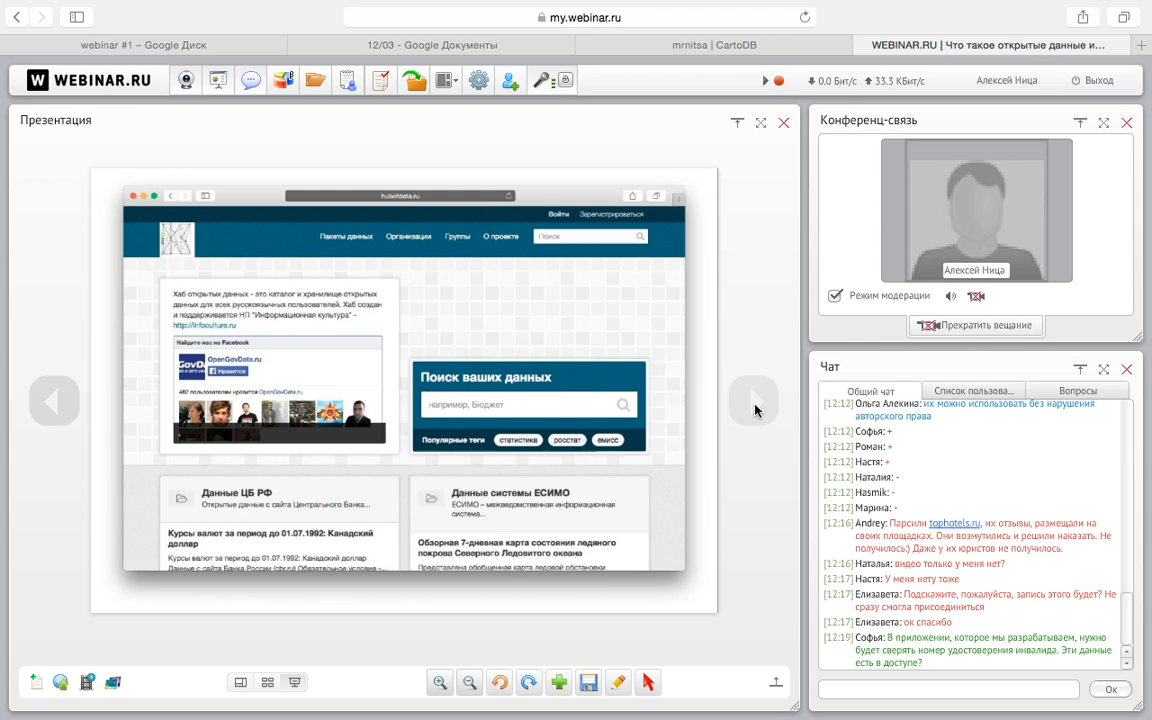 my.webinar.ru
webinar #1 – Google Диск
12/03 - Google Документы
mrnitsa | CartoDB
WEBINAR.RU | Что такое открытые данные и...
W WEBINAR.RU
0.0 Бит/с
33.3 КБит/с
Алексей Ница
Выход
Презентация
hubofdata.ru
Войти Зарегистрироваться
Пакеты данных Организации Группы О проекте Поиск
Хаб открытых данных - это каталог и хранилище открытых
данных для всех русскоязычных пользователей. Хаб создан
и поддерживается НП "Информационная культура" -
http://infoculture.ru
Найдите нас на Facebook
OpenGovData.ru
Нравится
OpenGovData.ru.
Поиск ваших данных
например, Бюджет
Популярные теги статистика росстат емисс
Данные ЦБ РФ
Открытые данные с сайта Центрального Банка...
Курсы валют за период до 01.07.1992: Канадский
доллар
Курсы валют за период до 01.07.1992: Канадский доллар
Данные системы ЕСИМО
ЕСИМО – межведомственная информационная
система...
Обзорная 7-дневная карта состояния ледяного
покрова Северного Ледовитого океана
Представлена обобщенная карта ледовой обстановки
Конференц-связь
Алексей Ница
Режим модерации
Прекратить вещание
Чат
Общий чат
Список пользова...
Вопросы
[12:12] Ольга Алекина: их можно использовать без нарушения
авторского права
[12:12] Софья: +
[12:12] Роман: +
[12:12] Настя: +
[12:12] Наталия: -
[12:12] Hasmik: -
[12:12] Марина: -
[12:16] Andrey: Парсили tophotels.ru, их отзывы, размещали на
своих площадках. Они возмутились и решили наказать. Не
получилось:) Даже у их юристов не получилось.
[12:16] Наталья: видео только у меня нет?
[12:17] Настя: У меня нету тоже
[12:17] Елизавета: Подскажите, пожалуйста, запись этого будет? Не
сразу смогла присоединиться
[12:17] Елизавета: ок спасибо
[12:19] Софья: В приложении, которое мы разрабатываем, нужно
будет сверять номер удостоверения инвалида. Эти данные
есть в доступе?
Ок